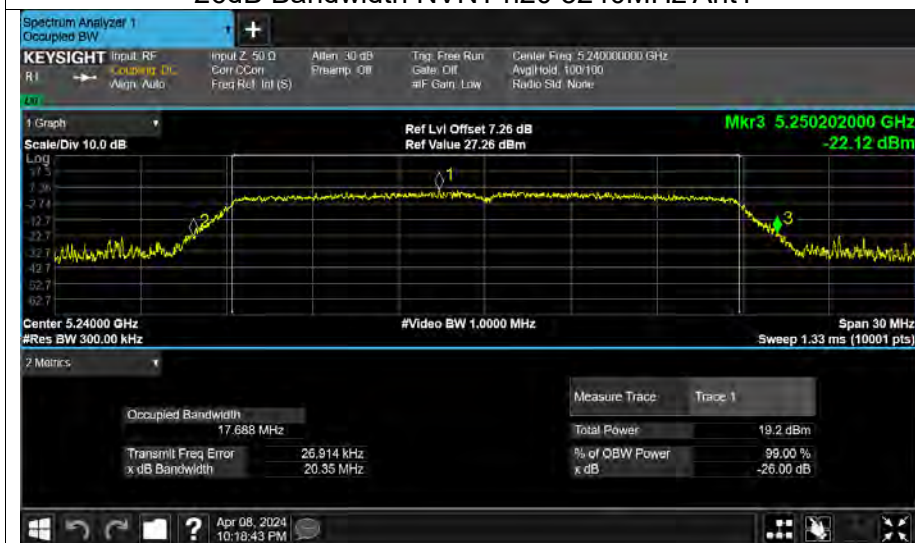 -26dB Bandwidth NVNT n20 5240MHz Ant1
Spectrum Analyzer 1
Occupied BW
1
+
KEYSIGHT Input: RF Input Z: 50 Ω Atten: 30 dB Trig: Free Run Center Freq: 5.240000000 GHz
R L Coupling: DC Corr CCorr Preamp: Off Gate: Off Avg|Hold: 100/100
Align: Auto Freq Ref: Int (S) #IF Gain: Low Radio Std: None
1 Graph
Ref Lvl Offset 7.26 dB Mkr3 5.250202000 GHz
Scale/Div 10.0 dB Ref Value 27.26 dBm -22.12 dBm
Log
17.3
7.26
-2.74
-12.7
-22.7
-32.7
-42.7
-52.7
-62.7
1
2
3
Center 5.24000 GHz #Video BW 1.0000 MHz Span 30 MHz
#Res BW 300.00 kHz Sweep 1.33 ms (10001 pts)
2 Metrics
Measure Trace Trace 1
Occupied Bandwidth
17.688 MHz Total Power 19.2 dBm
Transmit Freq Error 26.914 kHz % of OBW Power 99.00 %
x dB Bandwidth 20.35 MHz x dB -26.00 dB
? Apr 08, 2024
10:18:43 PM